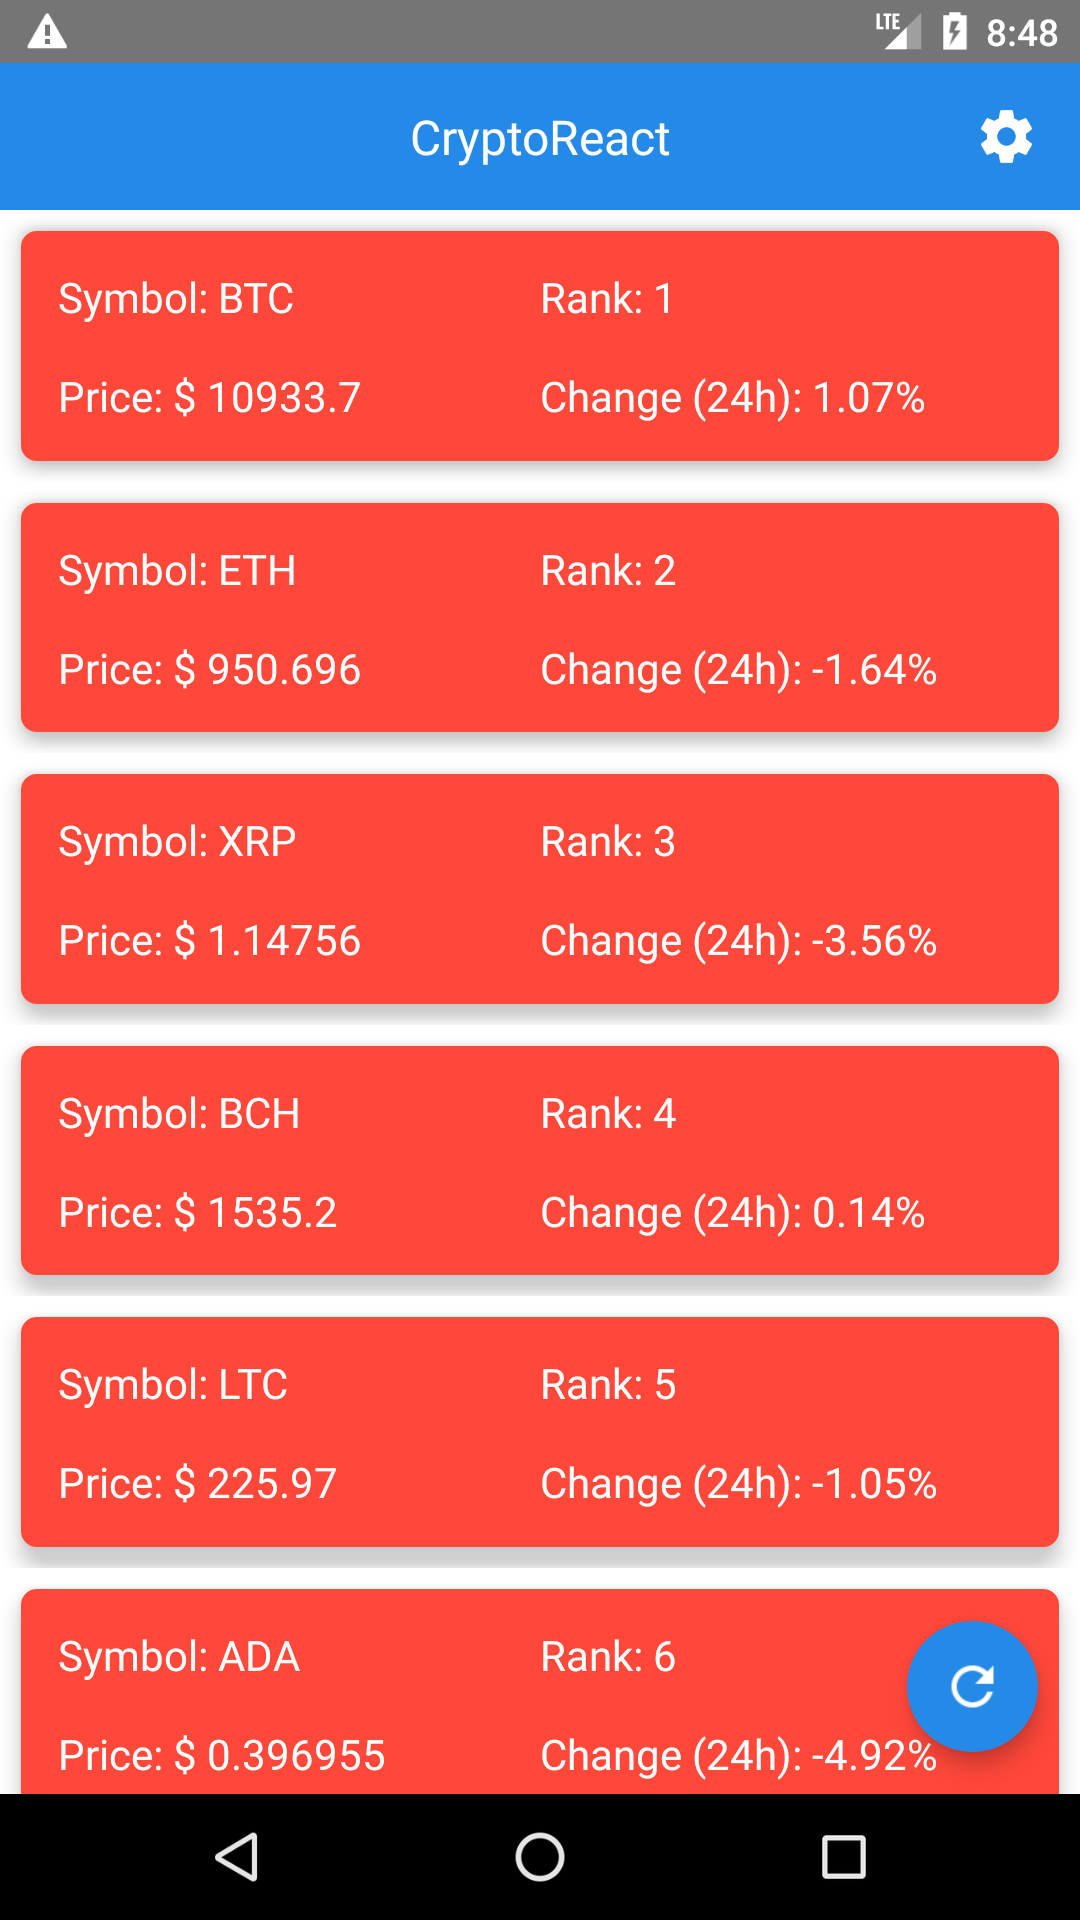 LTE 8:48
CryptoReact
Symbol: BTC Rank: 1
Price: $ 10933.7 Change (24h): 1.07%
Symbol: ETH Rank: 2
Price: $ 950.696 Change (24h): -1.64%
Symbol: XRP Rank: 3
Price: $ 1.14756 Change (24h): -3.56%
Symbol: BCH Rank: 4
Price: $ 1535.2 Change (24h): 0.14%
Symbol: LTC Rank: 5
Price: $ 225.97 Change (24h): -1.05%
Symbol: ADA Rank: 6
Price: $ 0.396955 Change (24h): -4.92%